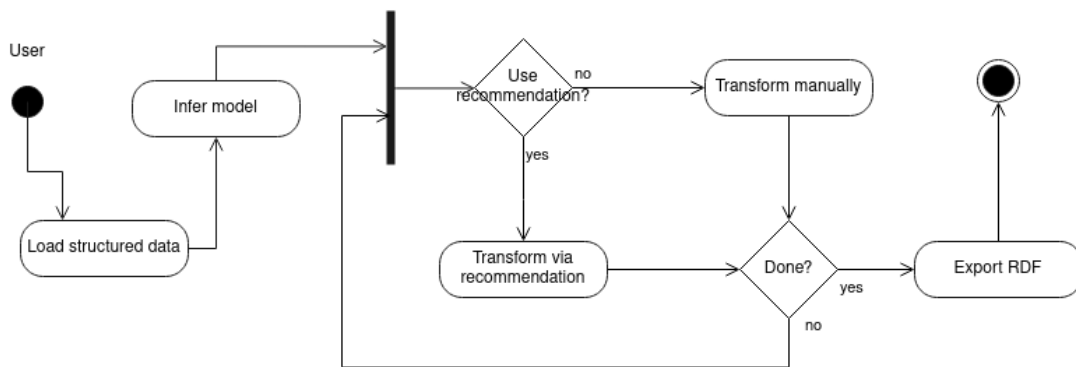 User
Infer model
Load structured data
Use
recommendation?
no
Transform manually
yes
Transform via
recommendation
Done?
yes
Export RDF
no